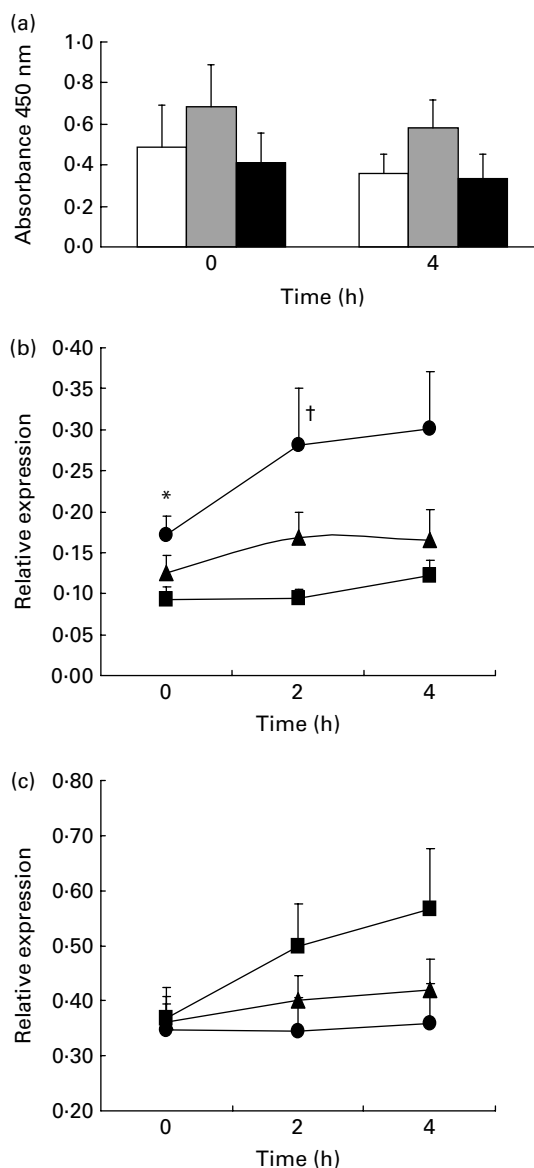 (a)
Absorbance 450 nm
1·0
0·8
0·6
0·4
0·2
0·0
0 4
Time (h)
(b)
Relative expression
0·40
0·35
0·30
0·25
0·20
0·15
0·10
0·05
0·00
*
†
0 2 4
Time (h)
(c)
Relative expression
0·80
0·70
0·60
0·50
0·40
0·30
0·20
0 2 4
Time (h)